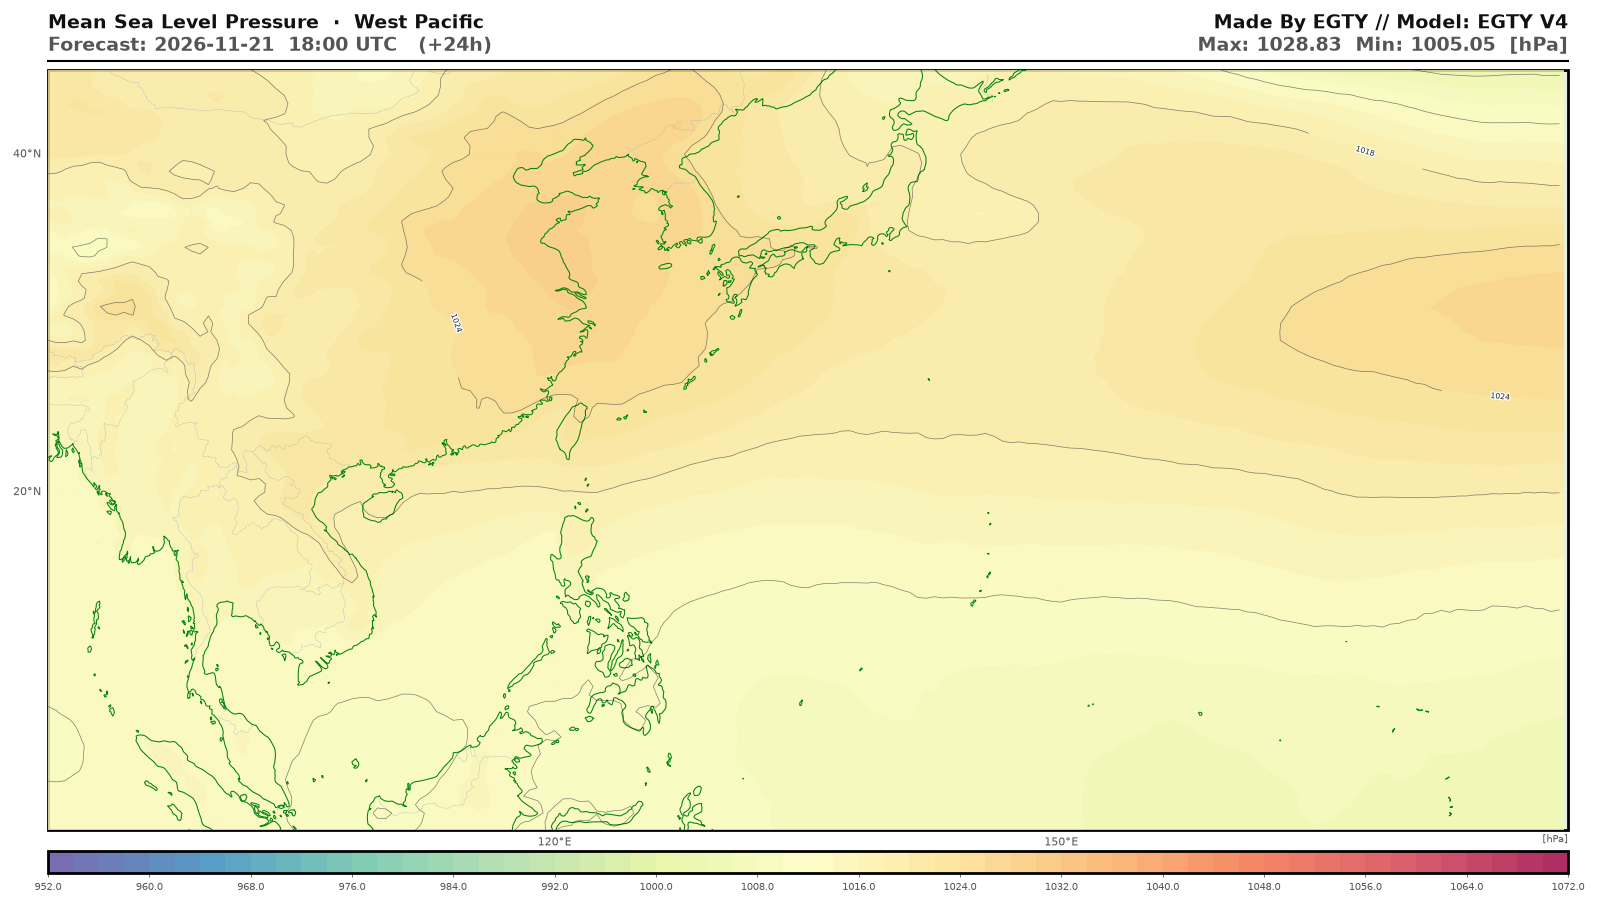 Mean Sea Level Pressure · West Pacific
Made By EGTY // Model: EGTY V4
Forecast: 2026-11-21 18:00 UTC (+24h)
Max: 1028.83 Min: 1005.05 [hPa]
40°N
1018
1024
1024
20°N
120°E
150°E
[hPa]
952.0 960.0 968.0 976.0 984.0 992.0 1000.0 1008.0 1016.0 1024.0 1032.0 1040.0 1048.0 1056.0 1064.0 1072.0